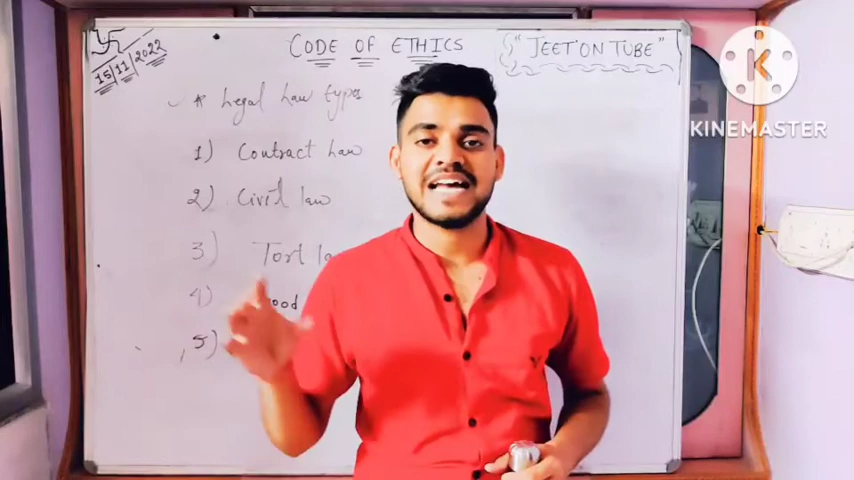 15/11/2022
CODE OF ETHICS
"JEET ON TUBE"
* Legal Law types
1) Contract Law
2) Civil law
3) Tort la
4) ood
5)
KINEMASTER